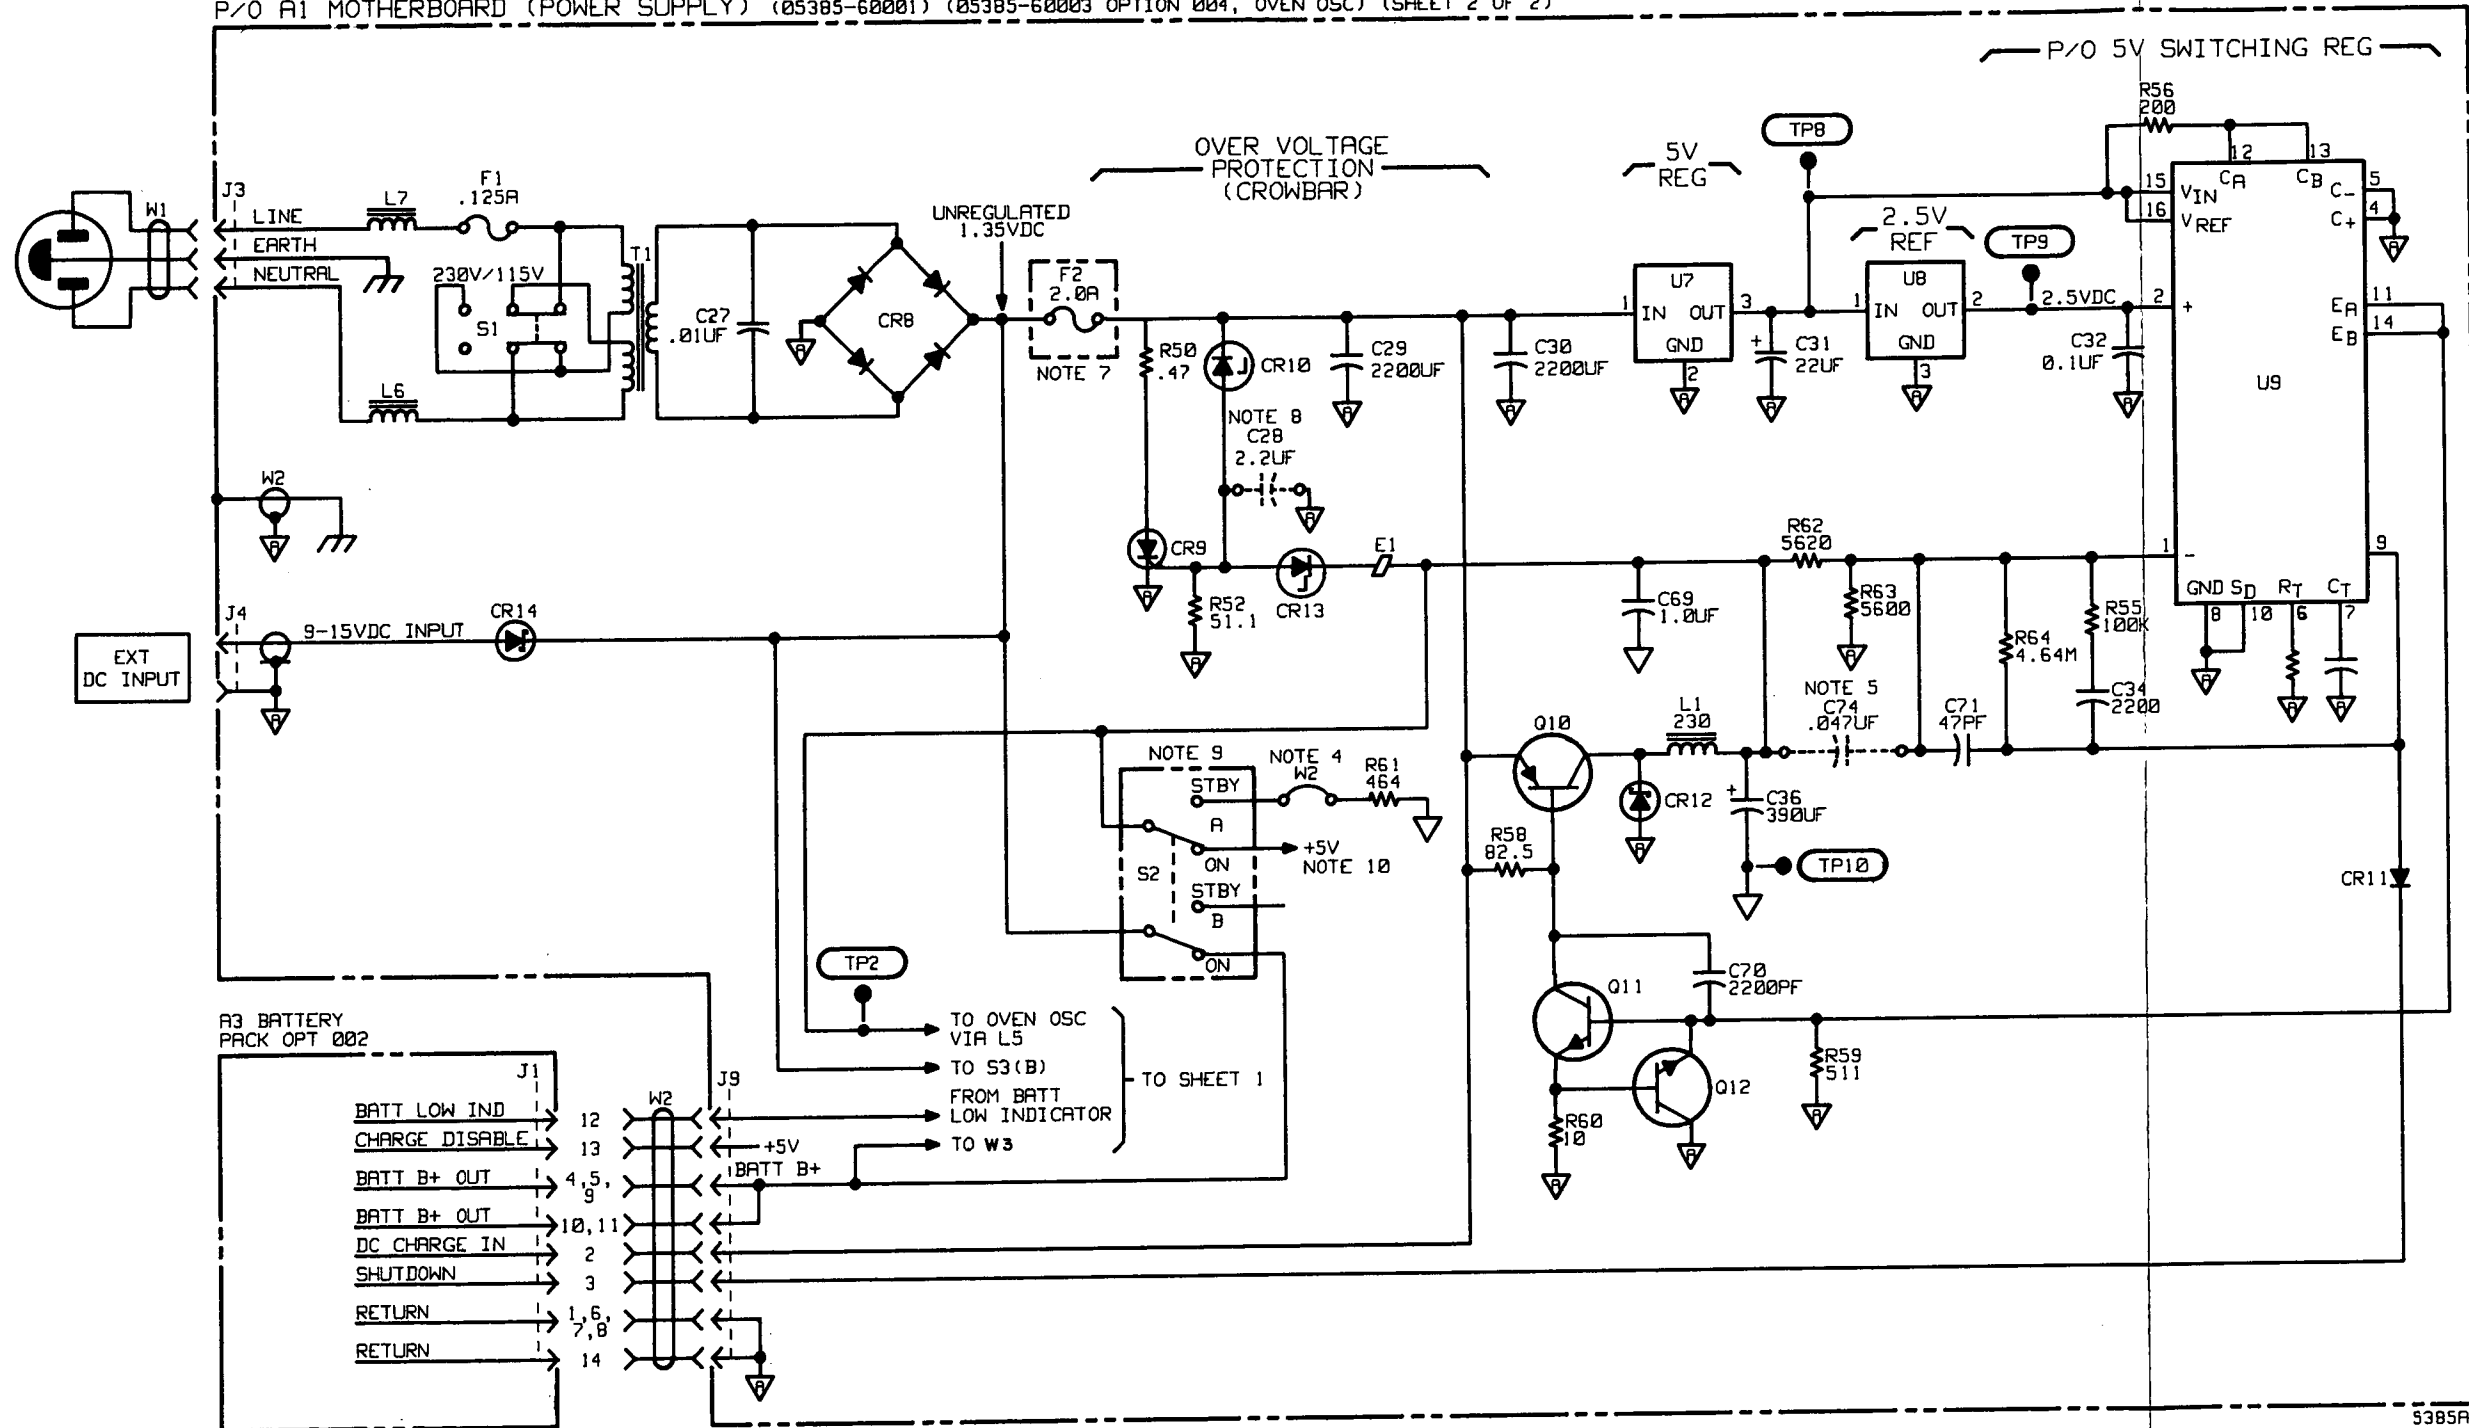 P/O A1 MOTHERBOARD (POWER SUPPLY) (05385-60001) (05385-60003 OPTION 004, OVEN OSC) (SHEET 2 OF 2)
P/O 5V SWITCHING REG
R56
200
TP8
OVER VOLTAGE
PROTECTION
(CROWBAR)
5V
REG
12
13
CA
CB
15
VIN
16
VREF
C-
5
C+
4
A
W1
J3
LINE
EARTH
NEUTRAL
L7
F1
.125A
230V/115V
S1
L6
T1
C27
.01UF
CR8
A
UNREGULATED
1.35VDC
F2
2.0A
NOTE 7
R50
.47
CR10
C29
2200UF
A
C30
2200UF
A
U7
1
IN
OUT
3
GND
2
A
+
C31
22UF
A
2.5V
REF
TP9
U8
1
IN
OUT
2
GND
3
A
2.5VDC
2
+
C32
0.1UF
A
EA
11
EB
14
U9
NOTE 8
C28
2.2UF
A
W2
A
CR9
A
R52
51.1
A
CR13
E1
C69
1.0UF
R62
5620
R63
5600
A
R64
4.64M
R55
100K
C34
2200
1
-
9
GND
SD
RT
CT
8
10
6
7
A
A
A
J4
EXT
DC INPUT
9-15VDC INPUT
CR14
A
NOTE 5
C74
.047UF
C71
47PF
Q10
L1
230
CR12
A
+
C36
390UF
TP10
R58
82.5
CR11
NOTE 9
NOTE 4
W2
R61
464
STBY
A
ON
+5V
NOTE 10
S2
STBY
B
ON
TP2
C70
2200PF
Q11
Q12
A
R59
511
A
R60
10
A
TO OVEN OSC
VIA L5
TO S3(B)
FROM BATT
LOW INDICATOR
TO W3
TO SHEET 1
A3 BATTERY
PACK OPT 002
J1
W2
J9
BATT LOW IND
12
CHARGE DISABLE
13
+5V
BATT B+ OUT
4,5,
9
BATT B+
BATT B+ OUT
10,11
DC CHARGE IN
2
SHUTDOWN
3
RETURN
1,6,
7,8
RETURN
14
A
5385A